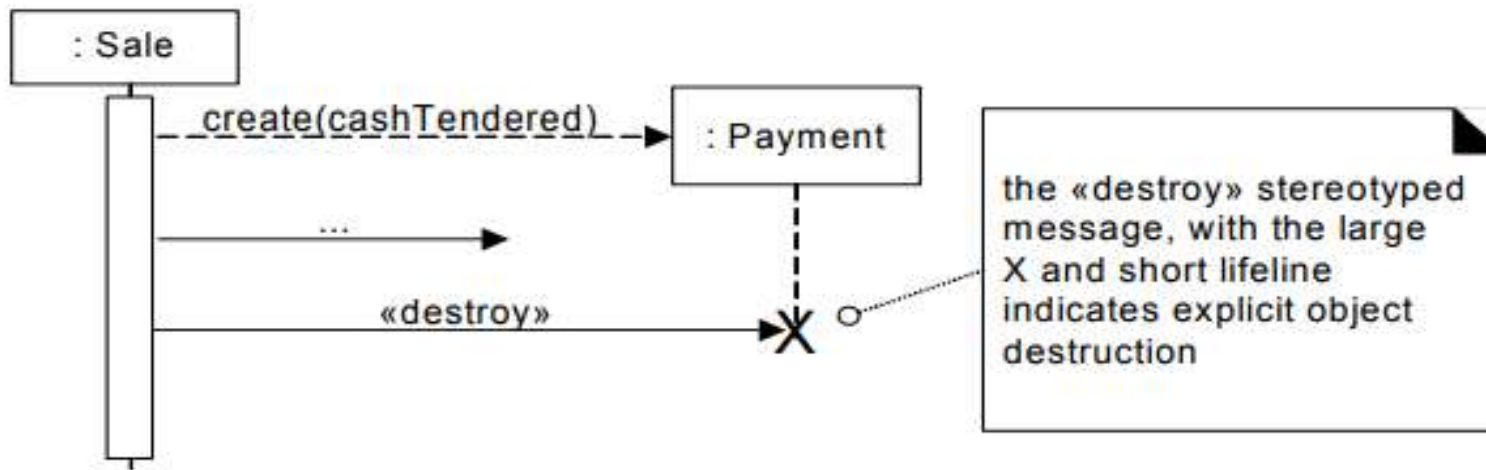 : Sale
create(cashTendered)
: Payment
...
«destroy»
X
the «destroy» stereotyped
message, with the large
X and short lifeline
indicates explicit object
destruction